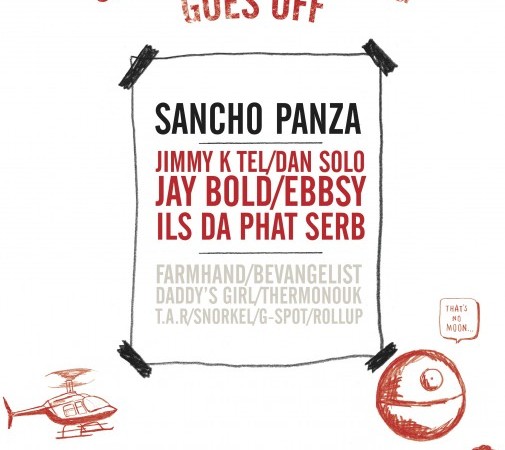 GOES OFF
SANCHO PANZA
JIMMY K TEL/DAN SOLO
JAY BOLD/EBBSY
ILS DA PHAT SERB
FARMHAND/BEVANGELIST
DADDY'S GIRL/THERMONOUK
T.A.R/SNORKEL/G-SPOT/ROLLUP
THAT'S
NO
MOON...